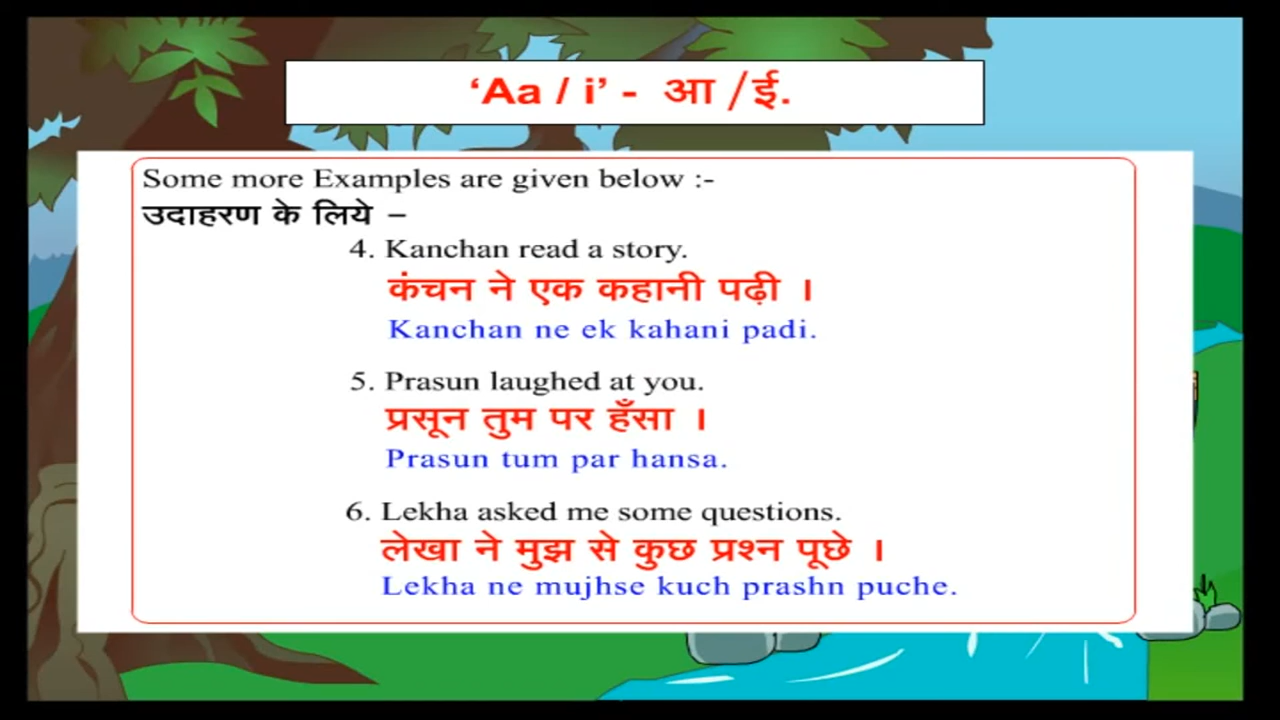 ‘Aa / i’ - आ /ई.
Some more Examples are given below :-
उदाहरण के लिये –
4. Kanchan read a story.
कंचन ने एक कहानी पढ़ी ।
Kanchan ne ek kahani padi.
5. Prasun laughed at you.
प्रसून तुम पर हँसा ।
Prasun tum par hansa.
6. Lekha asked me some questions.
लेखा ने मुझ से कुछ प्रश्न पूछे ।
Lekha ne mujhse kuch prashn puche.